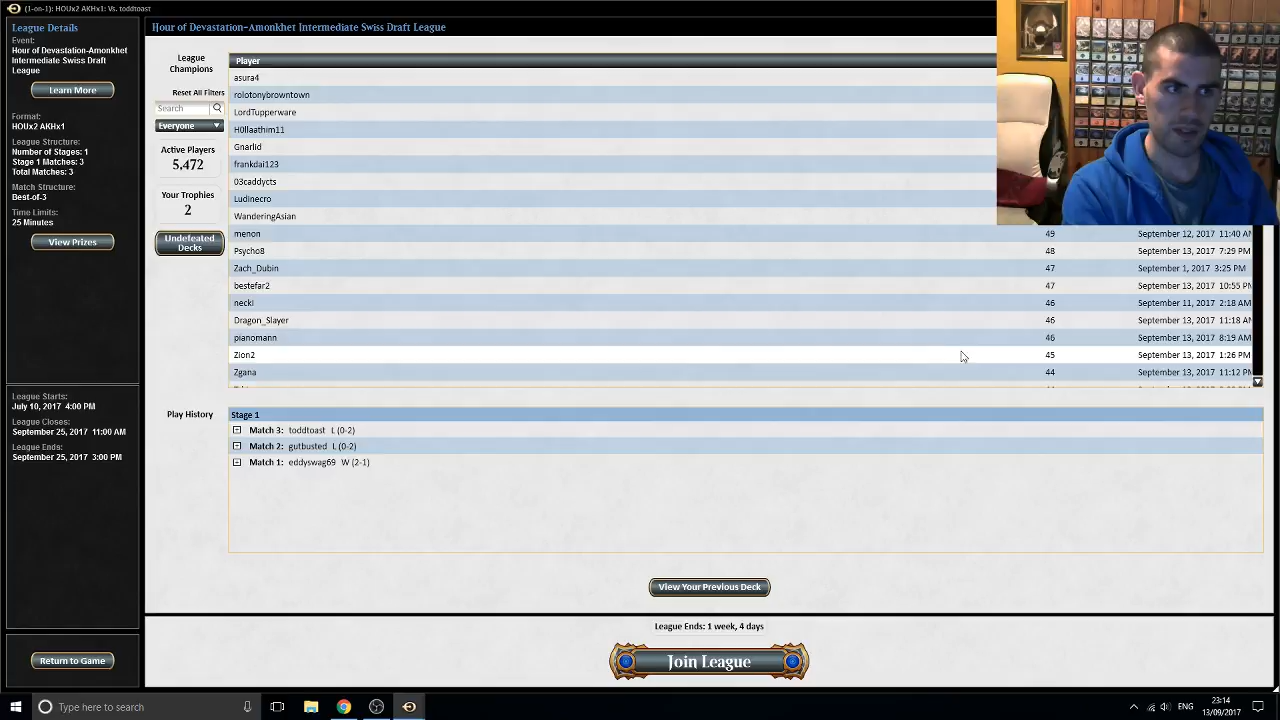 (1-on-1): HOUx2 AKHx1: Vs. toddtoast
League Details
Event:
Hour of Devastation-Amonkhet
Intermediate Swiss Draft
League
Learn More
Format:
HOUx2 AKHx1
League Structure:
Number of Stages: 1
Stage 1 Matches: 3
Total Matches: 3
Match Structure:
Best-of-3
Time Limits:
25 Minutes
View Prizes
League Starts:
July 10, 2017 4:00 PM
League Closes:
September 25, 2017 11:00 AM
League Ends:
September 25, 2017 3:00 PM
Return to Game
Hour of Devastation-Amonkhet Intermediate Swiss Draft League
League
Champions
Reset All Filters
Search
Everyone
Active Players
5,472
Your Trophies
2
Undefeated
Decks
Player
asura4
rolotonybrowntown
LordTupperware
H0llaathim11
Gnarlid
frankdai123
03caddycts
Ludinecro
WanderingAsian
menon 49 September 12, 2017 11:40 AM
Psycho8 48 September 13, 2017 7:29 PM
Zach_Dubin 47 September 1, 2017 3:25 PM
bestefar2 47 September 13, 2017 10:55 PM
neckl 46 September 11, 2017 2:18 AM
Dragon_Slayer 46 September 13, 2017 11:18 AM
pianomann 46 September 13, 2017 8:19 AM
Zion2 45 September 13, 2017 1:26 PM
Zgana 44 September 13, 2017 11:12 PM
Play History
Stage 1
Match 3: toddtoast L (0-2)
Match 2: gutbusted L (0-2)
Match 1: eddyswag69 W (2-1)
View Your Previous Deck
League Ends: 1 week, 4 days
Join League
Type here to search
23:14
13/09/2017